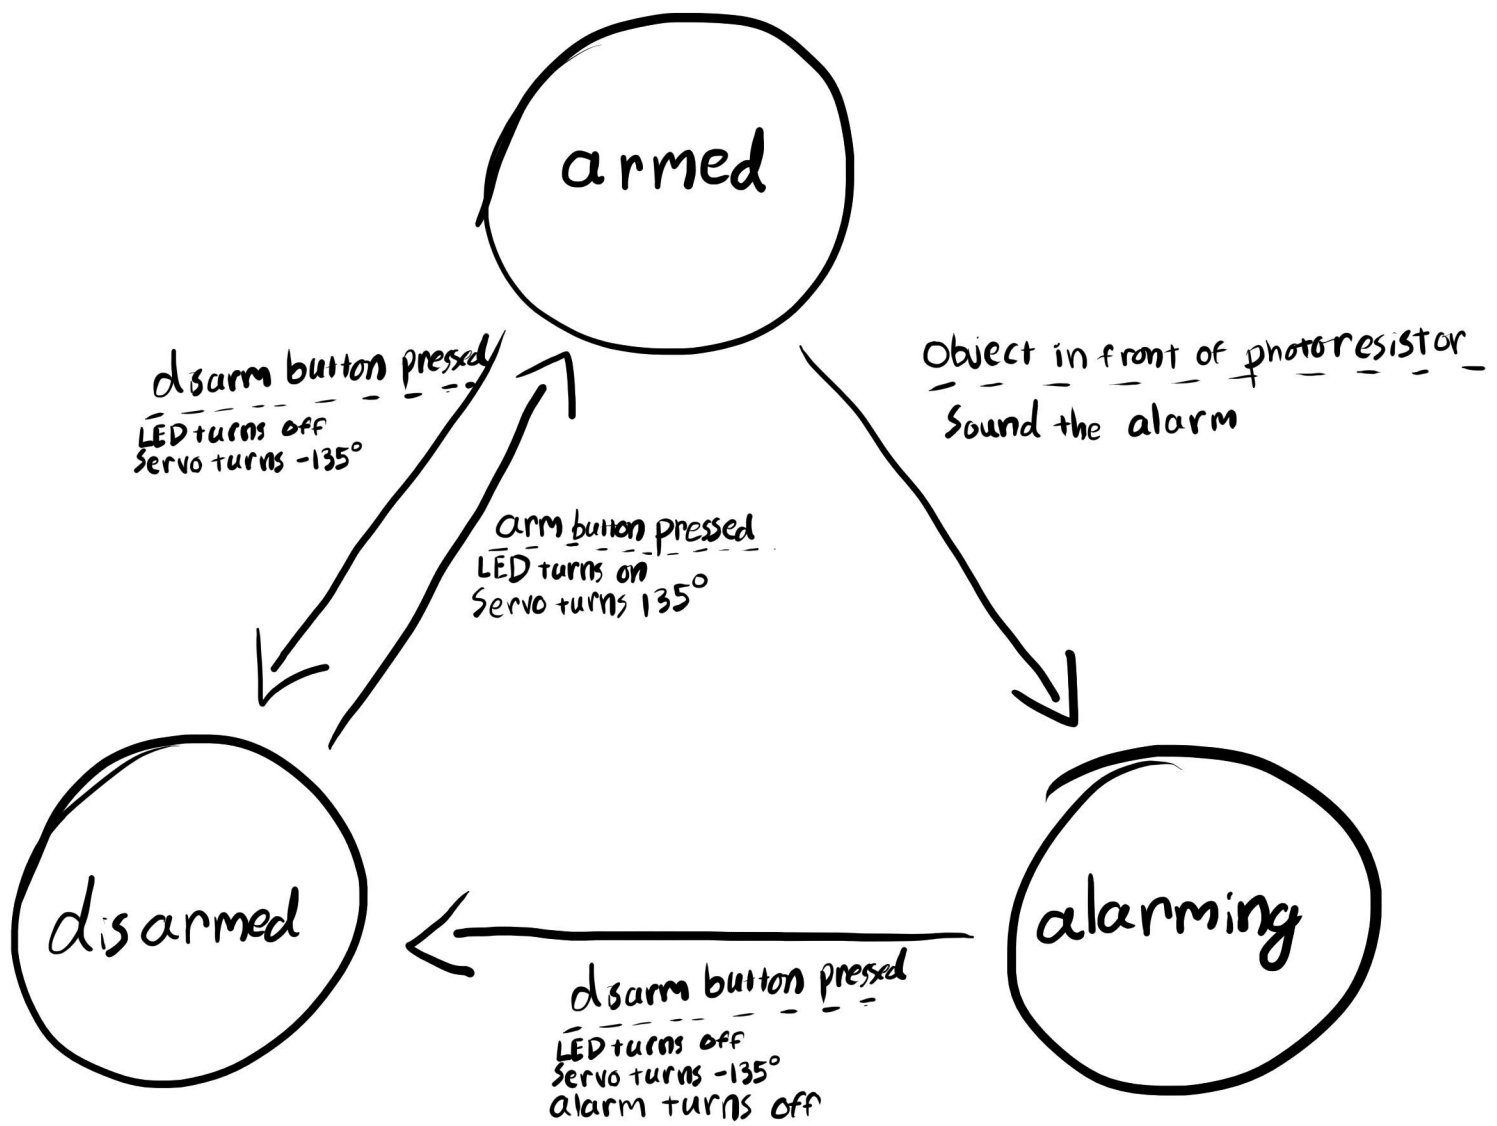 armed
disarm button pressed
LED turns off
Servo turns -135°
Object in front of photoresistor
Sound the alarm
arm button pressed
LED turns on
Servo turns 135°
disarmed
alarming
disarm button pressed
LED turns off
Servo turns -135°
alarm turns off